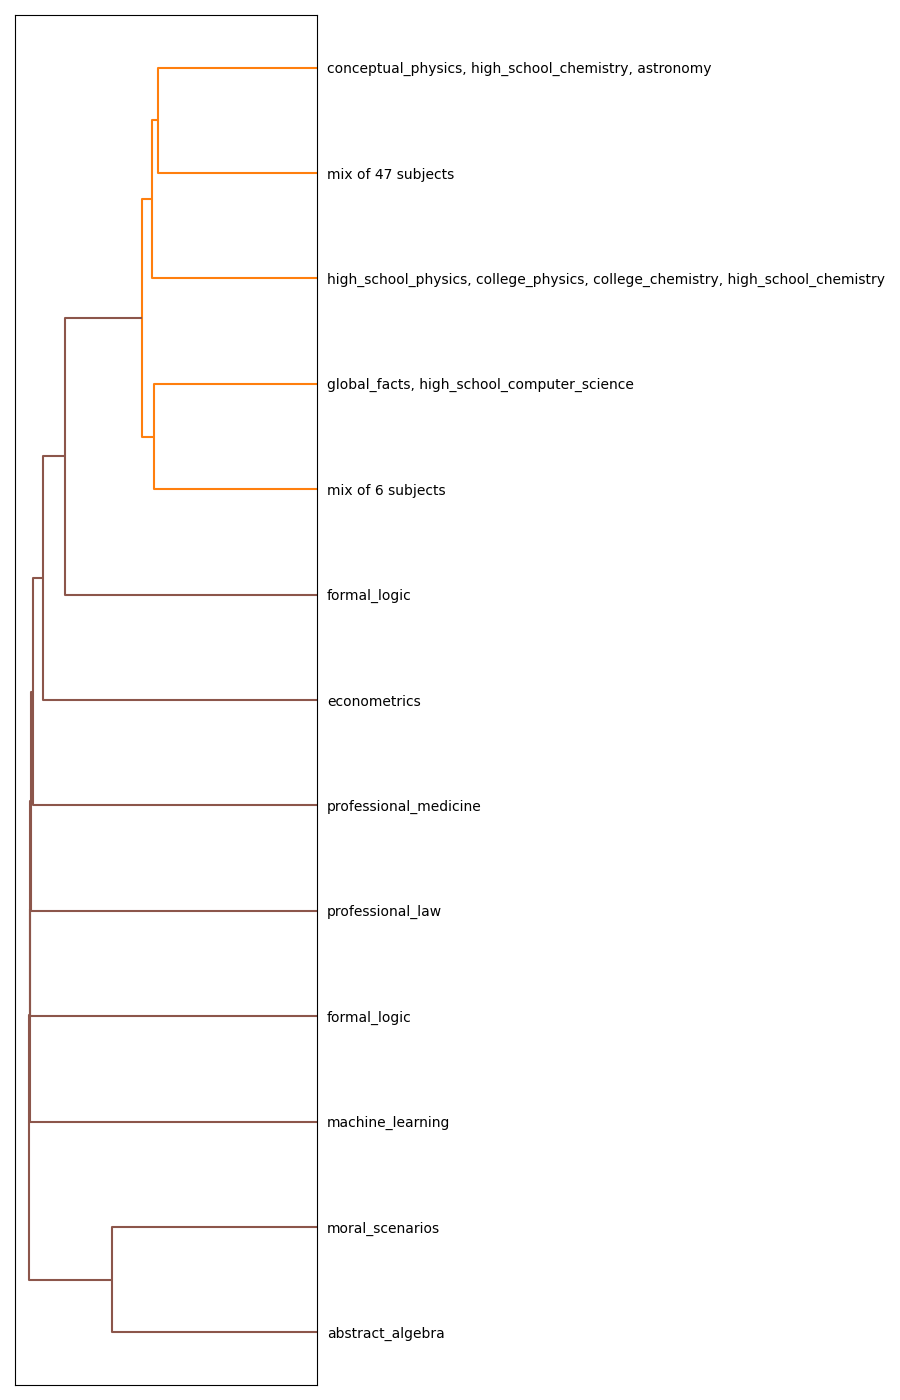 conceptual_physics, high_school_chemistry, astronomy
mix of 47 subjects
high_school_physics, college_physics, college_chemistry, high_school_chemistry
global_facts, high_school_computer_science
mix of 6 subjects
formal_logic
econometrics
professional_medicine
professional_law
formal_logic
machine_learning
moral_scenarios
abstract_algebra